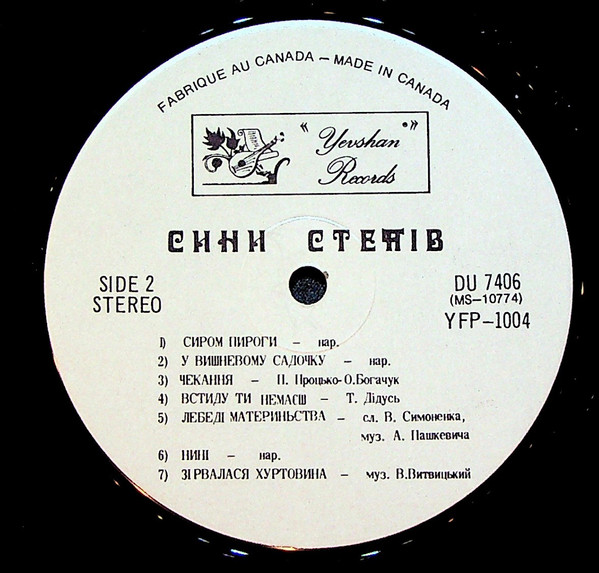 FABRIQUE AU CANADA – MADE IN CANADA
"Yevshan"
Records
СИНИ СТЕПІВ
SIDE 2
STEREO
DU 7406
(MS-10774)
YFP-1004
1) СИРОМ ПИРОГИ – нар.
2) У ВИШНЕВОМУ САДОЧКУ – нар.
3) ЧЕКАННЯ – П. Процько-О.Богачук
4) ВСТИДУ ТИ НЕМАЄШ – Т. Дідусь
5) ЛЕБЕДІ МАТЕРИНЬСТВА – сл. В. Симоненка,
муз. А. Пашкевича
6) НИНІ – нар.
7) ЗІРВАЛАСЯ ХУРТОВИНА – муз. В.Витвицький